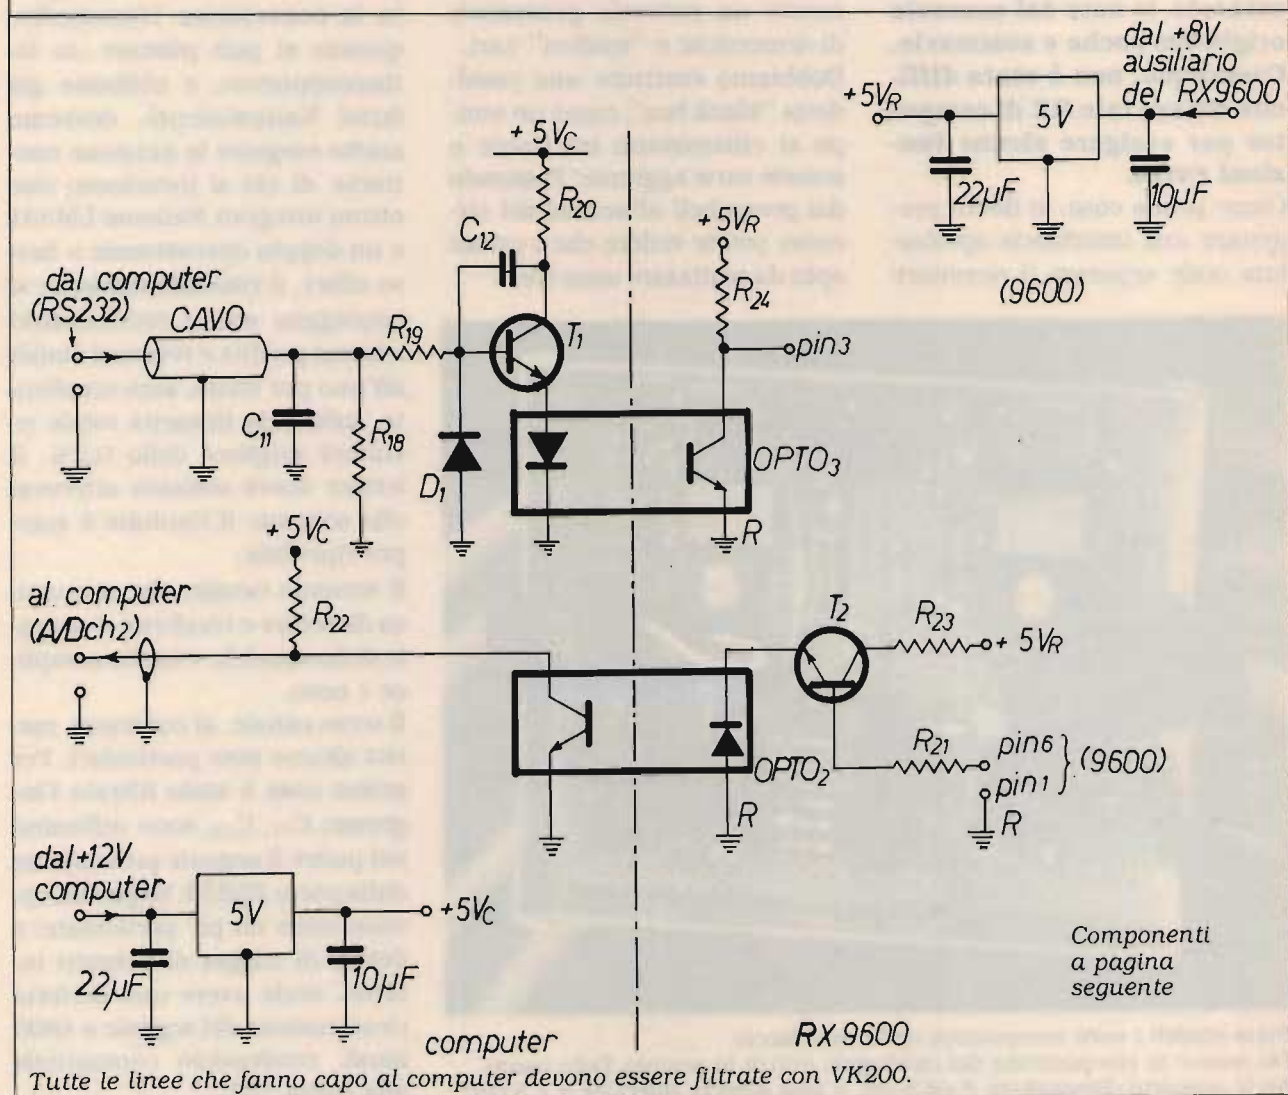 dal +8V
ausiliario
del RX9600
+5VR
5V
22µF
10µF
(9600)
+5VC
R20
C12
+5VR
R24
dal computer
(RS232)
CAVO
R19
T1
pin3
C11
R18
D1
OPTO3
R
+5VC
R22
al computer
(A/Dch2)
T2
R23
+5VR
R21
pin6
pin1
(9600)
OPTO2
R
R
dal+12V
computer
5V
+5VC
22µF
10µF
Componenti
a pagina
seguente
computer
RX 9600
Tutte le linee che fanno capo al computer devono essere filtrate con VK200.